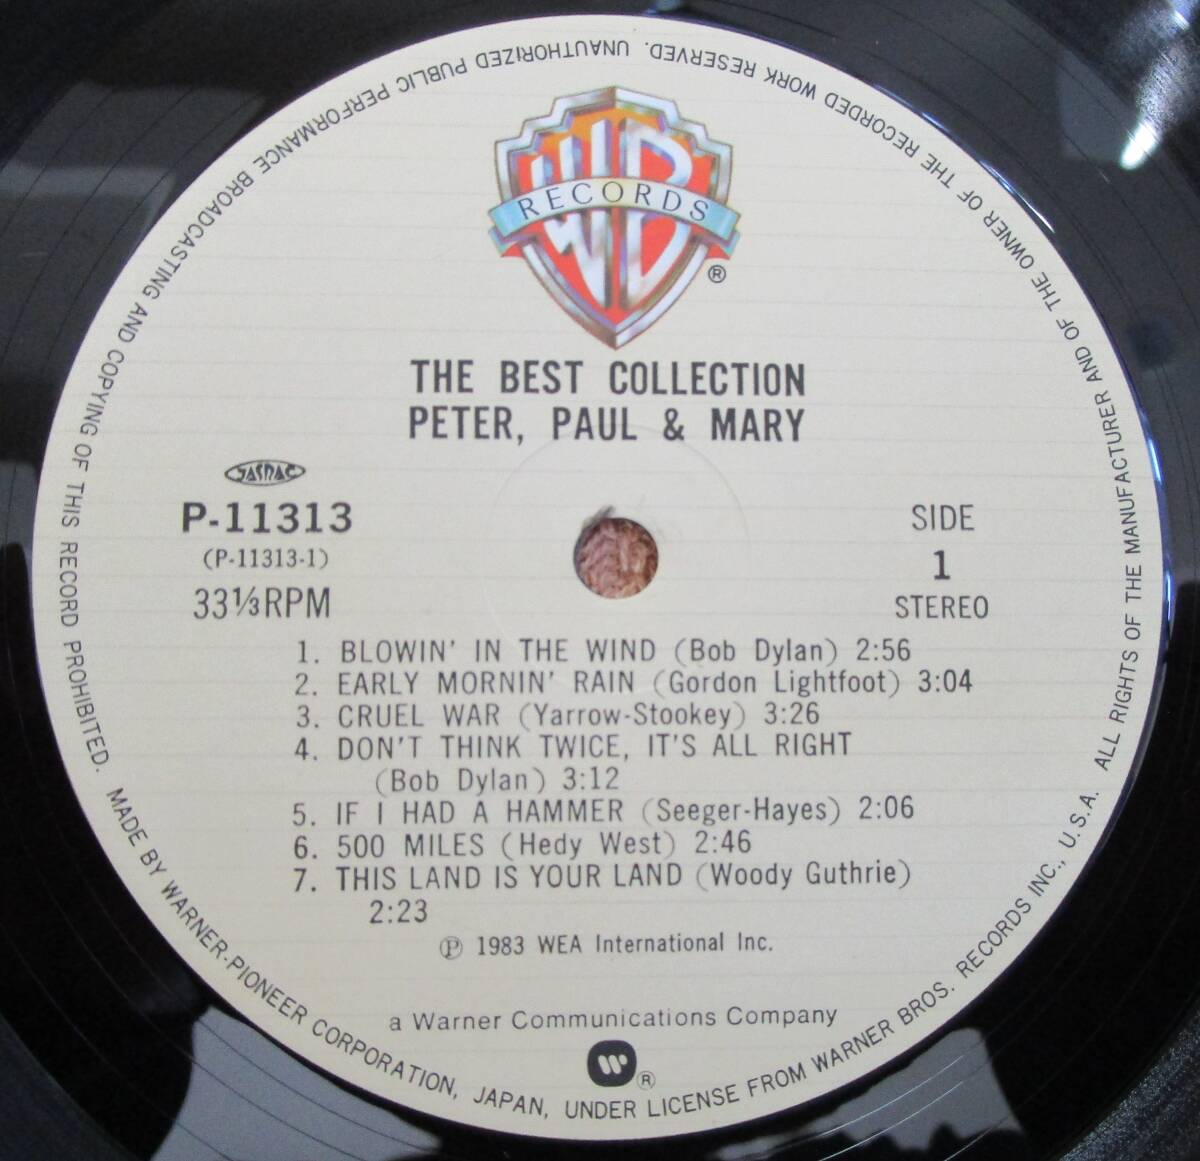 WB
RECORDS
®
THE BEST COLLECTION
PETER, PAUL & MARY
JASRAC
P-11313
(P-11313-1)
33⅓RPM
SIDE
1
STEREO
1. BLOWIN' IN THE WIND (Bob Dylan) 2:56
2. EARLY MORNIN' RAIN (Gordon Lightfoot) 3:04
3. CRUEL WAR (Yarrow-Stookey) 3:26
4. DON'T THINK TWICE, IT'S ALL RIGHT
(Bob Dylan) 3:12
5. IF I HAD A HAMMER (Seeger-Hayes) 2:06
6. 500 MILES (Hedy West) 2:46
7. THIS LAND IS YOUR LAND (Woody Guthrie)
2:23
Ⓟ 1983 WEA International Inc.
a Warner Communications Company
®
MADE BY WARNER-PIONEER CORPORATION, JAPAN, UNDER LICENSE FROM WARNER BROS. RECORDS INC., U.S.A. ALL RIGHTS OF THE MANUFACTURER AND OF THE OWNER OF THE RECORDED WORK RESERVED. UNAUTHORIZED PUBLIC PERFORMANCE BROADCASTING AND COPYING OF THIS RECORD PROHIBITED.